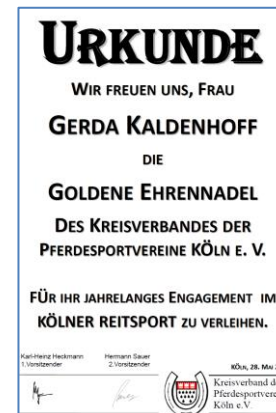 URKUNDE
WIR FREUEN UNS, FRAU
GERDA KALDENHOFF
DIE
GOLDENE EHRENNADEL
DES KREISVERBANDES DER
PFERDESPORTVEREINE KÖLN E. V.
FÜR IHR JAHRELANGES ENGAGEMENT IM
KÖLNER REITSPORT ZU VERLEIHEN.
Karl-Heinz Heckmann Hermann Sauer
1.Vorsitzender 2.Vorsitzender
KÖLN, 28. MAI 2
Kreisverband d
Pferdesportvere
Köln e.V.